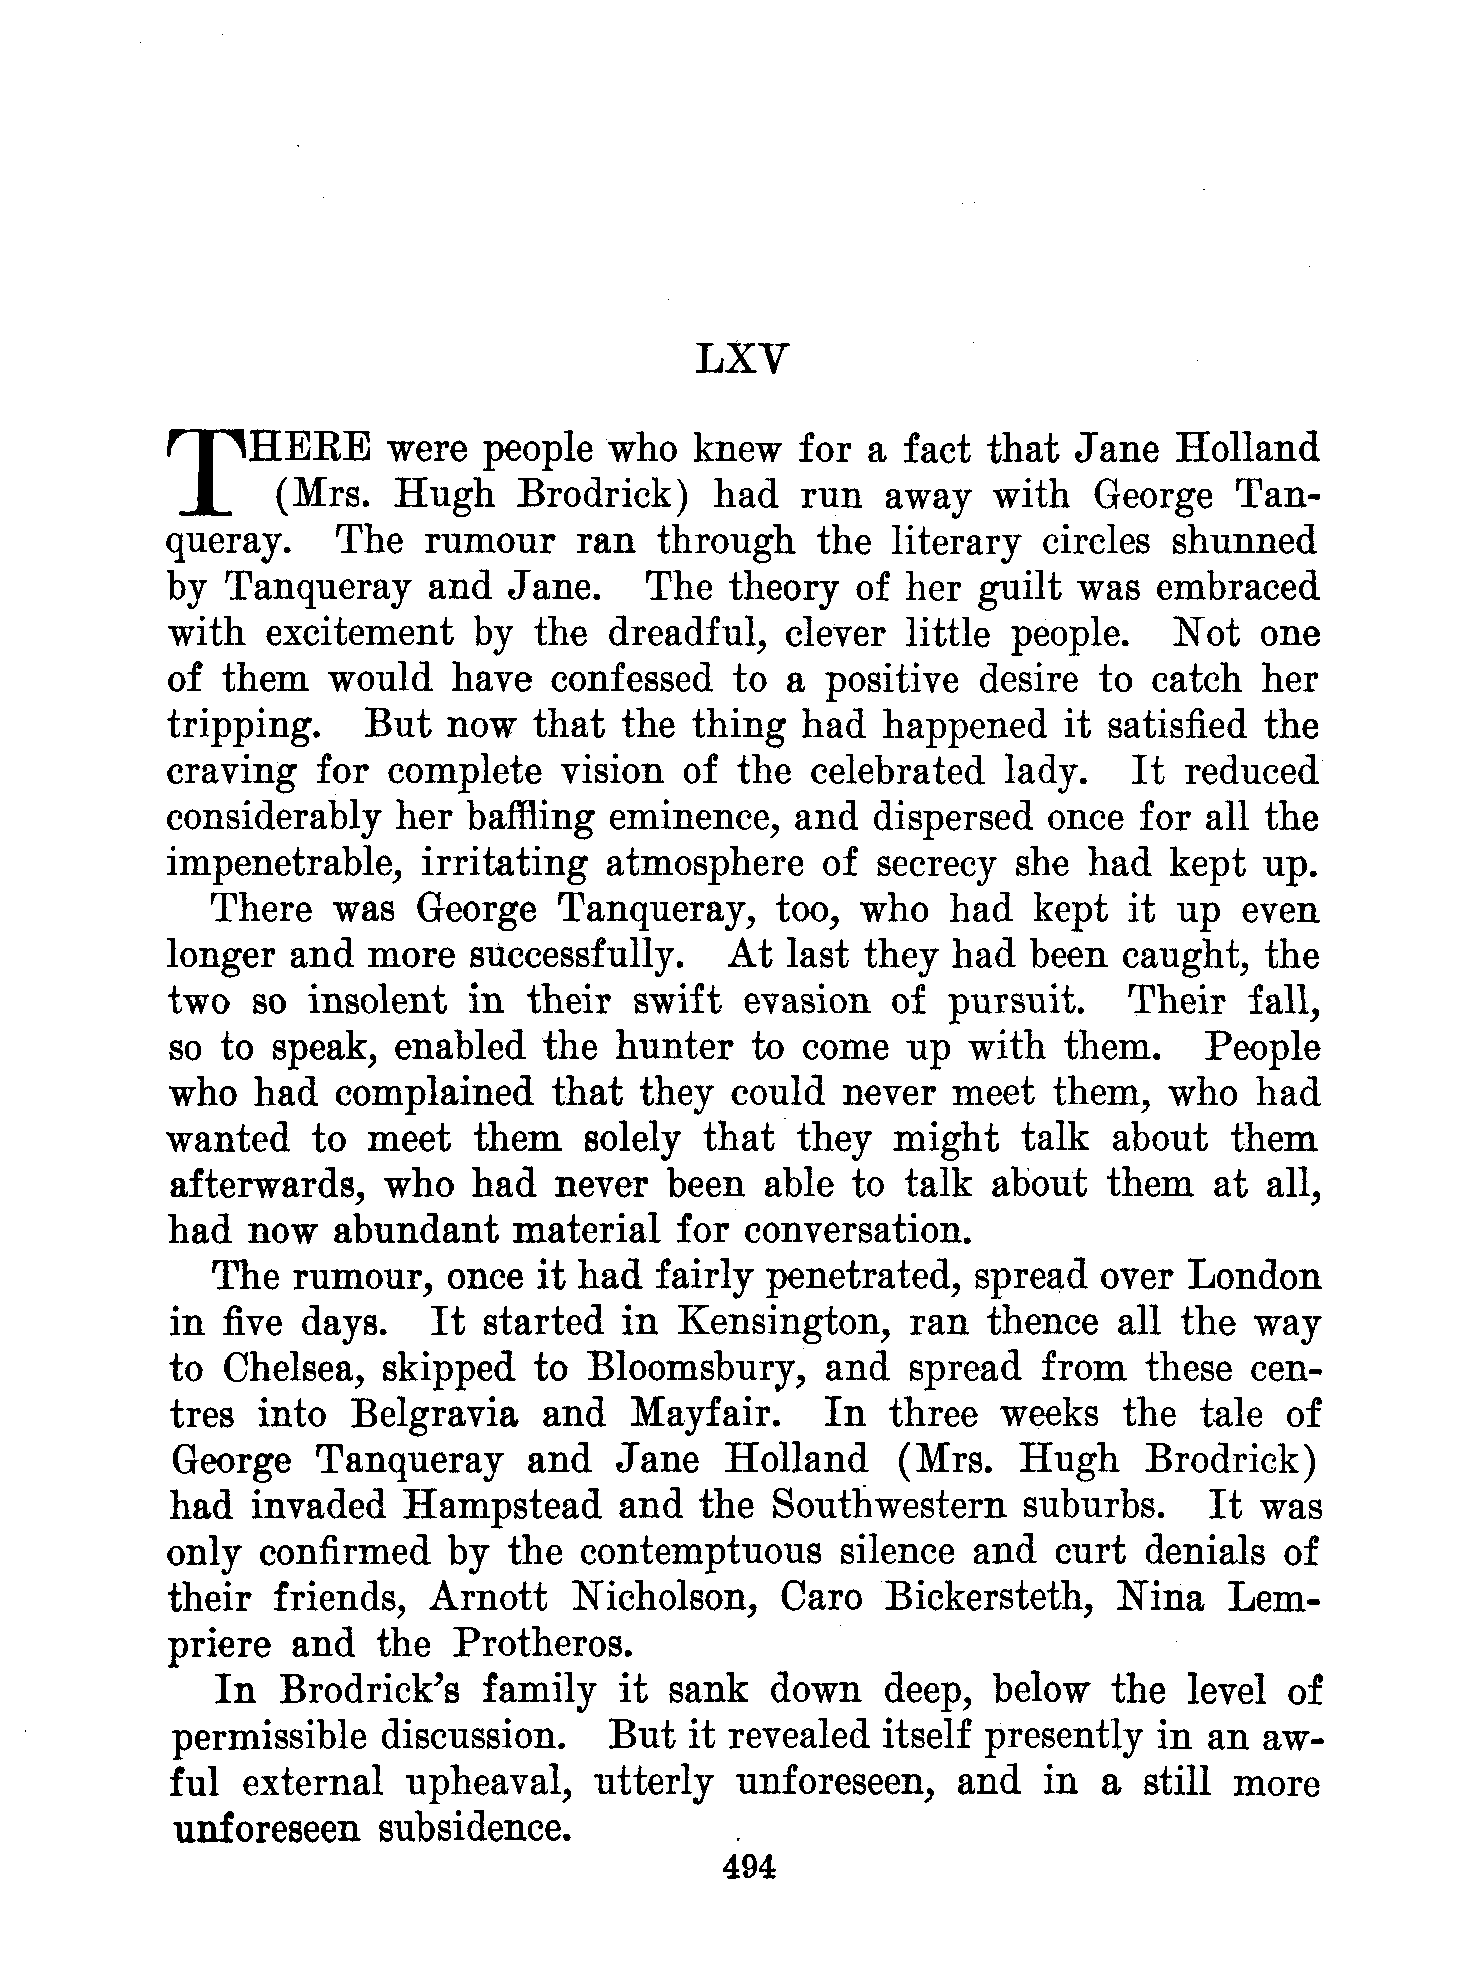 LXV
THERE were people who knew for a fact that Jane Holland
(Mrs. Hugh Brodrick) had run away with George Tan-
queray. The rumour ran through the literary circles shunned
by Tanqueray and Jane. The theory of her guilt was embraced
with excitement by the dreadful, clever little people. Not one
of them would have confessed to a positive desire to catch her
tripping. But now that the thing had happened it satisfied the
craving for complete vision of the celebrated lady. It reduced
considerably her baffling eminence, and dispersed once for all the
impenetrable, irritating atmosphere of secrecy she had kept up.
There was George Tanqueray, too, who had kept it up even
longer and more successfully. At last they had been caught, the
two so insolent in their swift evasion of pursuit. Their fall,
so to speak, enabled the hunter to come up with them. People
who had complained that they could never meet them, who had
wanted to meet them solely that they might talk about them
afterwards, who had never been able to talk about them at all,
had now abundant material for conversation.
The rumour, once it had fairly penetrated, spread over London
in five days. It started in Kensington, ran thence all the way
to Chelsea, skipped to Bloomsbury, and spread from these cen-
tres into Belgravia and Mayfair. In three weeks the tale of
George Tanqueray and Jane Holland (Mrs. Hugh Brodrick)
had invaded Hampstead and the Southwestern suburbs. It was
only confirmed by the contemptuous silence and curt denials of
their friends, Arnott Nicholson, Caro Bickersteth, Nina Lem-
priere and the Protheros.
In Brodrick's family it sank down deep, below the level of
permissible discussion. But it revealed itself presently in an aw-
ful external upheaval, utterly unforeseen, and in a still more
unforeseen subsidence.
494